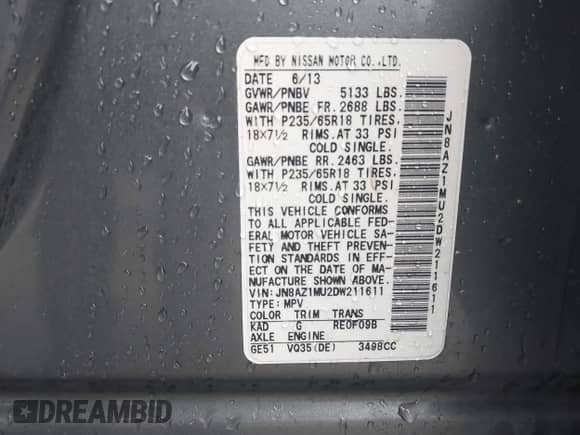 MFD BY NISSAN MOTOR CO.,LTD.
DATE 6/13
GVWR/PNBV 5133 LBS.
GAWR/PNBE FR. 2688 LBS.
WITH P235/65R18 TIRES.
18X7½ RIMS. AT 33 PSI
COLD SINGLE.
GAWR/PNBE RR. 2463 LBS.
WITH P235/65R18 TIRES.
18X7½ RIMS. AT 33 PSI
COLD SINGLE.
THIS VEHICLE CONFORMS
TO ALL APPLICABLE FED-
ERAL MOTOR VEHICLE SA-
FETY AND THEFT PREVEN-
TION STANDARDS IN EFF-
ECT ON THE DATE OF MA-
NUFACTURE SHOWN ABOVE.
VIN: JN8AZ1MU2DW211611
TYPE: MPV
COLOR TRIM TRANS
KAD G RE0F09B
AXLE ENGINE
GE51 VQ35(DE) 3498CC
JN8AZ1MU2DW211611
DREAMBID